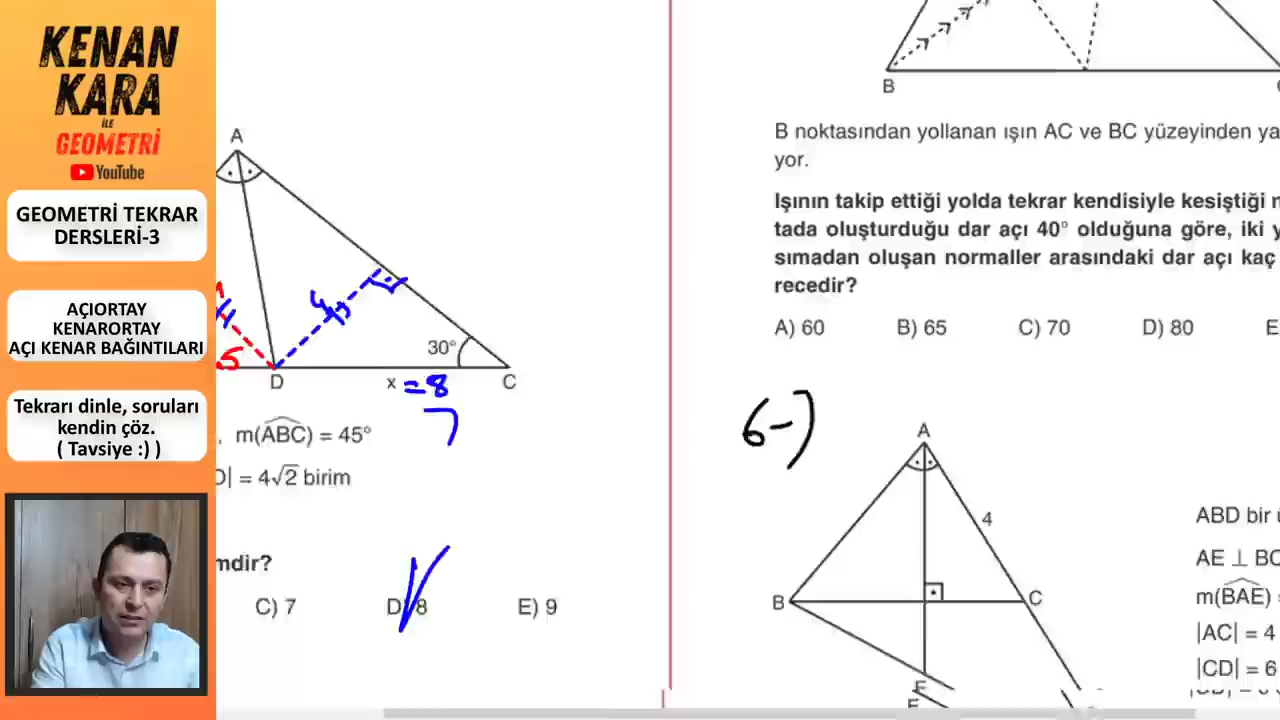 KENAN
KARA
İLE
GEOMETRİ
YouTube
GEOMETRİ TEKRAR
DERSLERİ-3
AÇIORTAY
KENARORTAY
AÇI KENAR BAĞINTILARI
Tekrarı dinle, soruları
kendin çöz.
( Tavsiye :) )
A
4
5
30°
D
x = 8
C
7
, m(ABC) = 45°
D| = 4√2 birim
mdir?
C) 7
D) 8
E) 9
B
B noktasından yollanan ışın AC ve BC yüzeyinden ya
yor.
Işının takip ettiği yolda tekrar kendisiyle kesiştiği n
tada oluşturduğu dar açı 40° olduğuna göre, iki y
sımadan oluşan normaller arasındaki dar açı kaç
recedir?
A) 60
B) 65
C) 70
D) 80
E
6-)
A
4
B
C
E
ABD bir ü
AE ⊥ BC
m(BAE) =
|AC| = 4
|CD| = 6